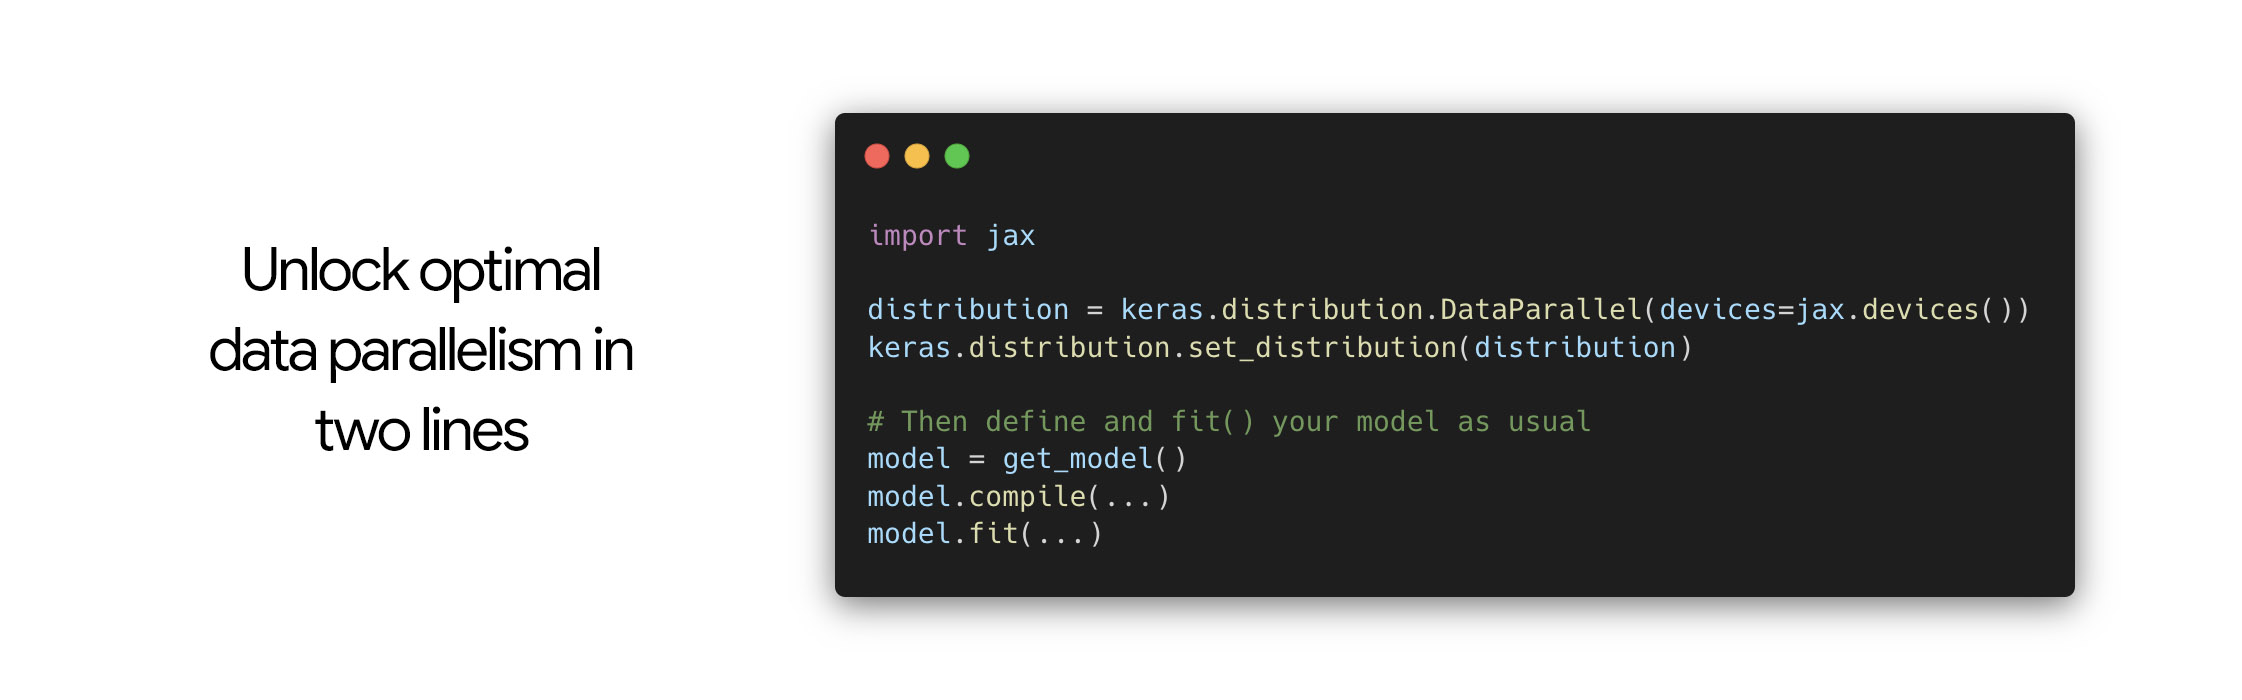 Unlock optimal
data parallelism in
two lines
import jax
distribution = keras.distribution.DataParallel(devices=jax.devices())
keras.distribution.set_distribution(distribution)
# Then define and fit() your model as usual
model = get_model()
model.compile(...)
model.fit(...)